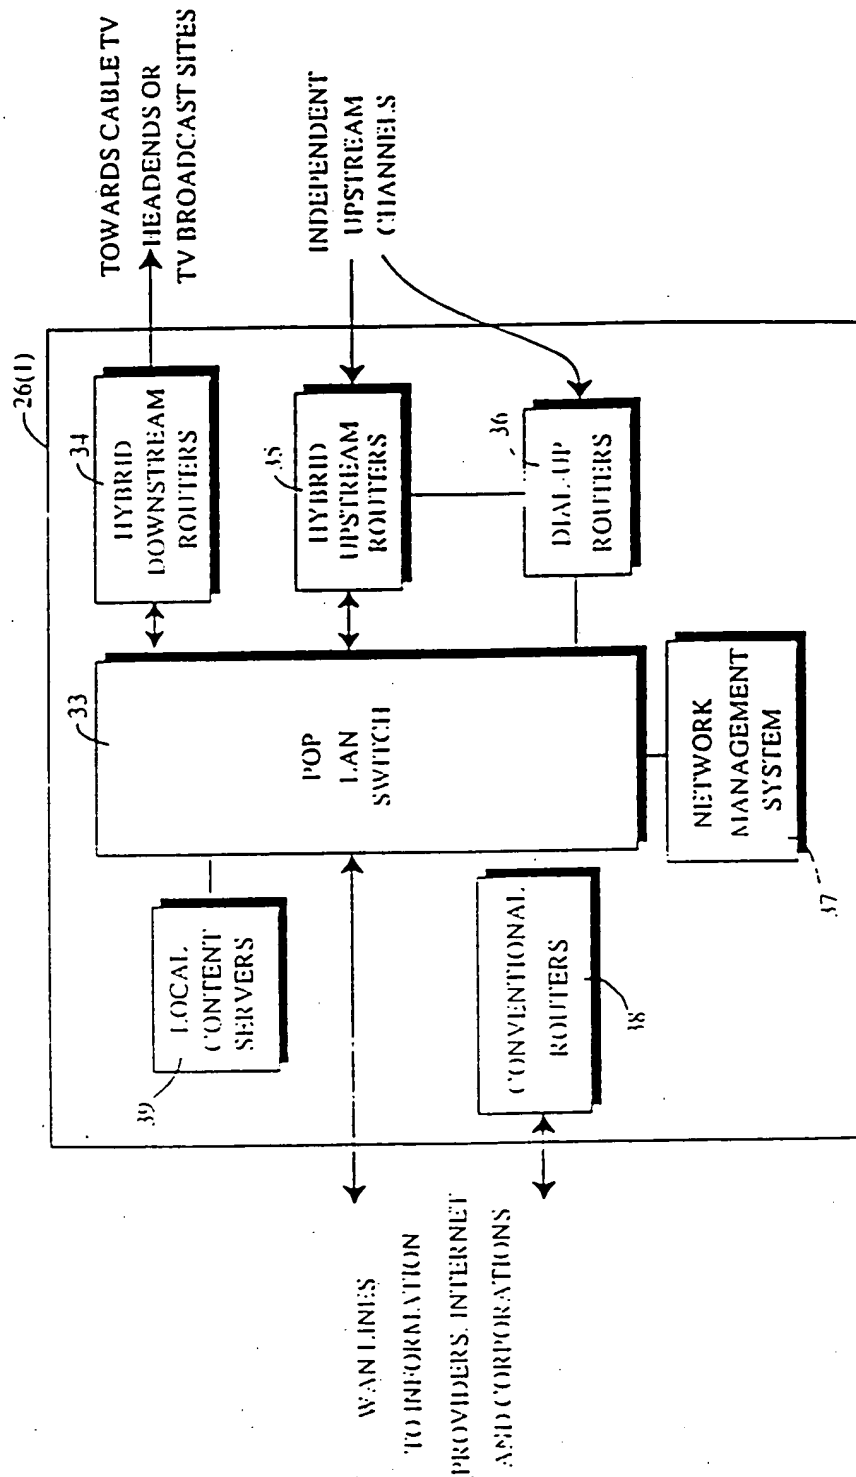 TOWARDS CABLE TV
HEADENDS OR
TV BROADCAST SITES
INDEPENDENT
UPSTREAM
CHANNELS
26(1)
34
HYBRID
DOWNSTREAM
ROUTERS
35
HYBRID
UPSTREAM
ROUTERS
36
DIAL-UP
ROUTERS
33
POP
LAN
SWITCH
NETWORK
MANAGEMENT
SYSTEM
37
LOCAL
CONTENT
SERVERS
39
CONVENTIONAL
ROUTERS
38
WAN LINES
TO INFORMATION
PROVIDERS, INTERNET
AND CORPORATIONS